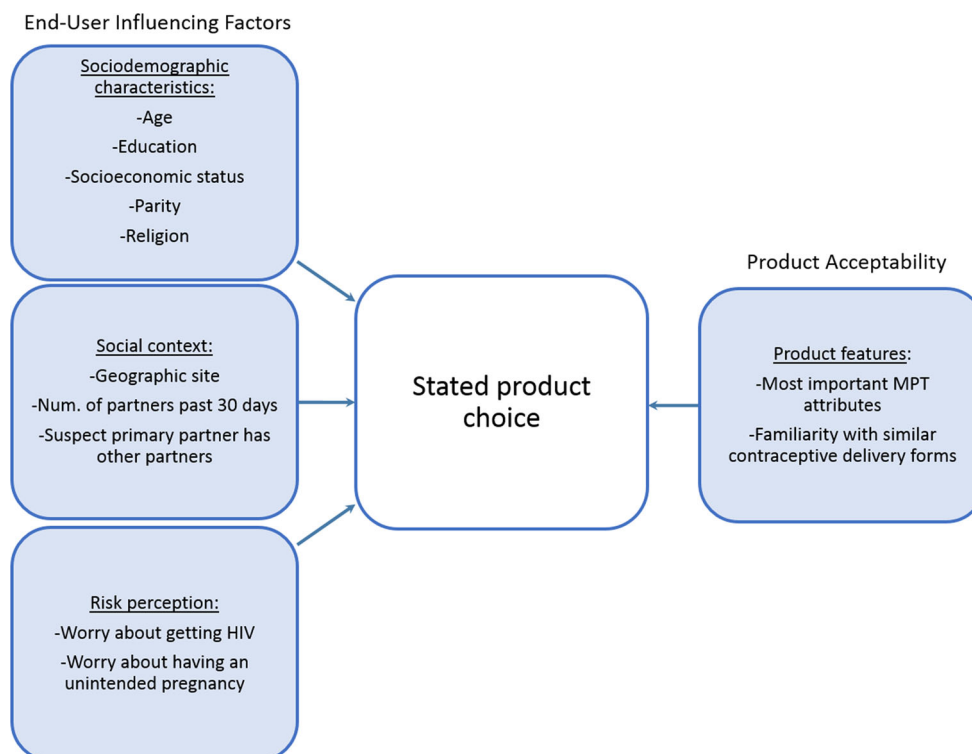 End-User Influencing Factors
Sociodemographic
characteristics:
-Age
-Education
-Socioeconomic status
-Parity
-Religion
Social context:
-Geographic site
-Num. of partners past 30 days
-Suspect primary partner has
other partners
Risk perception:
-Worry about getting HIV
-Worry about having an
unintended pregnancy
Stated product
choice
Product Acceptability
Product features:
-Most important MPT
attributes
-Familiarity with similar
contraceptive delivery forms